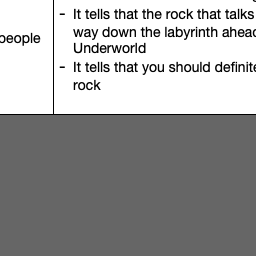 people
- It tells that the rock that talks
way down the labyrinth ahead
Underworld
- It tells that you should definite
rock